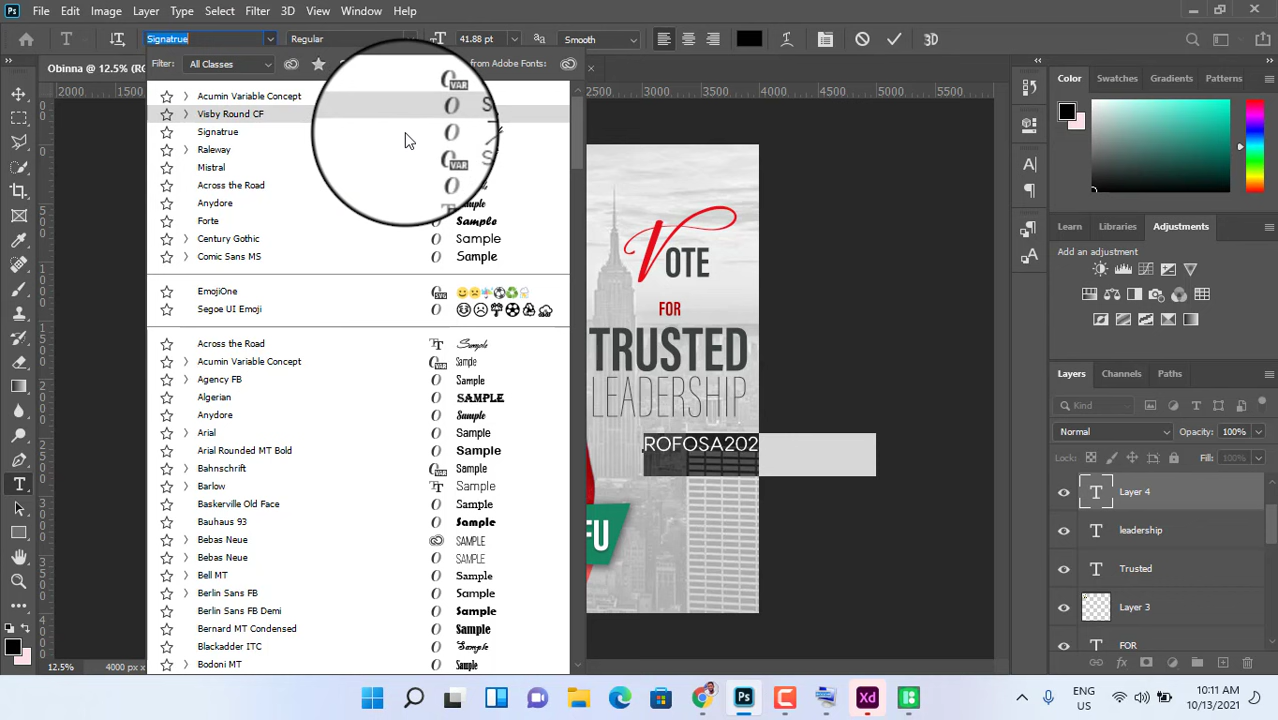 File Edit Image Layer Type Select Filter 3D View Window Help
Signatrue Regular 41.88 pt Smooth 3D
Filter: All Classes from Adobe Fonts:
Obinna @ 12.5% (RO
2000 1500 2500 3000 3500 4000 4500 5000 5500
Acumin Variable Concept
Visby Round CF
Signatrue
Raleway
Mistral
Across the Road
Anydore
Forte Sample
Century Gothic Sample
Comic Sans MS Sample
EmojiOne
Segoe UI Emoji
Across the Road Sample
Acumin Variable Concept Sample
Agency FB Sample
Algerian SAMPLE
Anydore Sample
Arial Sample
Arial Rounded MT Bold Sample
Bahnschrift Sample
Barlow Sample
Baskerville Old Face Sample
Bauhaus 93 Sample
Bebas Neue SAMPLE
Bebas Neue SAMPLE
Bell MT Sample
Berlin Sans FB Sample
Berlin Sans FB Demi Sample
Bernard MT Condensed Sample
Blackadder ITC Sample
Bodoni MT Sample
VOTE
FOR
TRUSTED
LEADERSHIP
ROFOSA202
FU
Color Swatches Gradients Patterns
Learn Libraries Adjustments
Add an adjustment
Layers Channels Paths
Kind
Normal Opacity: 100%
Lock: Fill: 100%
Layer 4
leadership
Trusted
Layer 3
FOR
12.5% 4000 px
ENG
US
10:11 AM
10/13/2021